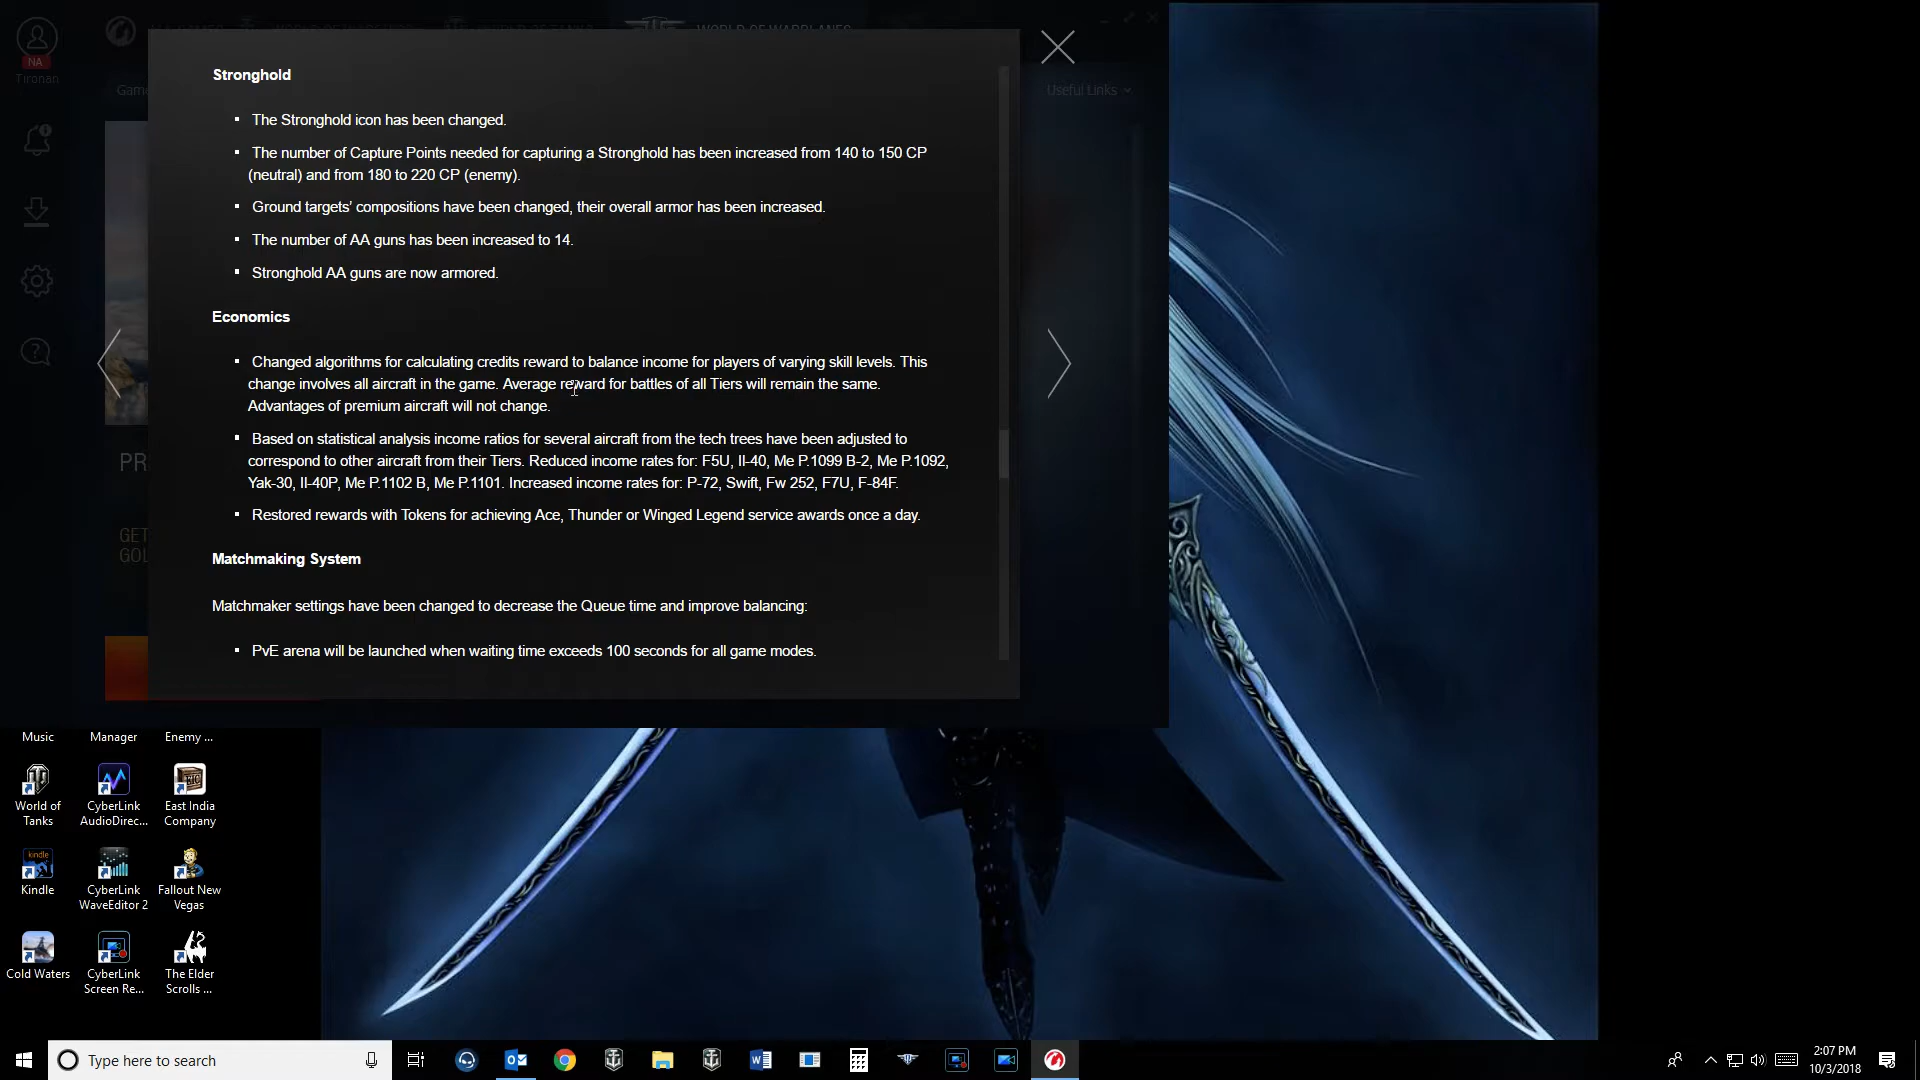 WORLD OF WARPLANES
NA
Tironan
Game
Useful Links
Stronghold
The Stronghold icon has been changed.
The number of Capture Points needed for capturing a Stronghold has been increased from 140 to 150 CP
(neutral) and from 180 to 220 CP (enemy).
Ground targets’ compositions have been changed, their overall armor has been increased.
The number of AA guns has been increased to 14.
Stronghold AA guns are now armored.
Economics
Changed algorithms for calculating credits reward to balance income for players of varying skill levels. This
change involves all aircraft in the game. Average reward for battles of all Tiers will remain the same.
Advantages of premium aircraft will not change.
Based on statistical analysis income ratios for several aircraft from the tech trees have been adjusted to
correspond to other aircraft from their Tiers. Reduced income rates for: F5U, Il-40, Me P.1099 B-2, Me P.1092,
Yak-30, Il-40P, Me P.1102 B, Me P.1101. Increased income rates for: P-72, Swift, Fw 252, F7U, F-84F.
Restored rewards with Tokens for achieving Ace, Thunder or Winged Legend service awards once a day.
Matchmaking System
Matchmaker settings have been changed to decrease the Queue time and improve balancing:
PvE arena will be launched when waiting time exceeds 100 seconds for all game modes.
PR
GET
GOL
Music
Manager
Enemy ...
World of
Tanks
CyberLink
AudioDirec...
East India
Company
kindle
Kindle
CyberLink
WaveEditor 2
Fallout New
Vegas
Cold Waters
CyberLink
Screen Re...
The Elder
Scrolls ...
Type here to search
2:07 PM
10/3/2018